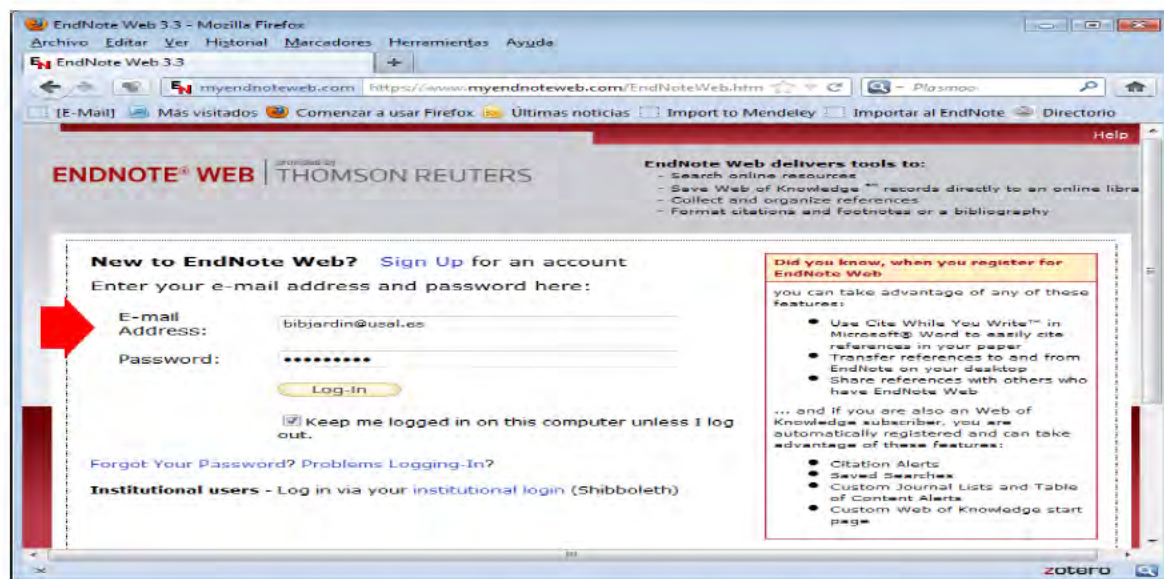 EndNote Web 3.3 - Mozilla Firefox
Archivo Editar Ver Historial Marcadores Herramientas Ayuda
EN EndNote Web 3.3 +
EN myendnoteweb.com https://www.myendnoteweb.com/EndNoteWeb.htm Plasmoo
[E-Mail] Más visitados Comenzar a usar Firefox Últimas noticias Import to Mendeley Importar al EndNote Directorio
Help
ENDNOTE® WEB provided by THOMSON REUTERS
EndNote Web delivers tools to:
- Search online resources
- Save Web of Knowledge ℠ records directly to an online libra
- Collect and organize references
- Format citations and footnotes or a bibliography
New to EndNote Web? Sign Up for an account
Enter your e-mail address and password here:
E-mail
Address:
bibjardin@usal.es
Password: •••••••••
Log-In
Keep me logged in on this computer unless I log
out.
Forgot Your Password? Problems Logging-In?
Institutional users - Log in via your institutional login (Shibboleth)
Did you know, when you register for
EndNote Web
you can take advantage of any of these
features:
● Use Cite While You Write™ in
Microsoft® Word to easily cite
references in your paper
● Transfer references to and from
EndNote on your desktop
● Share references with others who
have EndNote Web
... and if you are also an Web of
Knowledge subscriber, you are
automatically registered and can take
advantage of these features:
● Citation Alerts
● Saved Searches
● Custom Journal Lists and Table
of Content Alerts
● Custom Web of Knowledge start
page
zotero